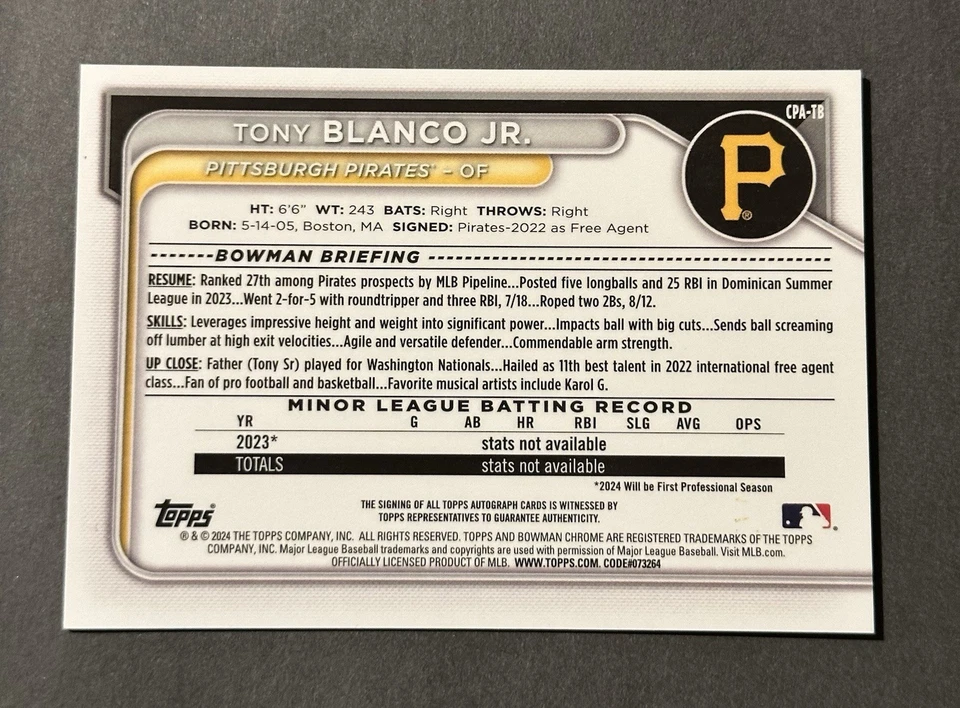 CPA-TB
TONY BLANCO JR.
P®
PITTSBURGH PIRATES® – OF
HT: 6'6" WT: 243 BATS: Right THROWS: Right
BORN: 5-14-05, Boston, MA SIGNED: Pirates-2022 as Free Agent
-------BOWMAN BRIEFING --------------------------------------------
RESUME: Ranked 27th among Pirates prospects by MLB Pipeline...Posted five longballs and 25 RBI in Dominican Summer
League in 2023...Went 2-for-5 with roundtripper and three RBI, 7/18...Roped two 2Bs, 8/12.
SKILLS: Leverages impressive height and weight into significant power...Impacts ball with big cuts...Sends ball screaming
off lumber at high exit velocities...Agile and versatile defender...Commendable arm strength.
UP CLOSE: Father (Tony Sr) played for Washington Nationals...Hailed as 11th best talent in 2022 international free agent
class...Fan of pro football and basketball...Favorite musical artists include Karol G.
MINOR LEAGUE BATTING RECORD
YR G AB HR RBI SLG AVG OPS
2023* stats not available
TOTALS stats not available
*2024 Will be First Professional Season
Topps®
THE SIGNING OF ALL TOPPS AUTOGRAPH CARDS IS WITNESSED BY
TOPPS REPRESENTATIVES TO GUARANTEE AUTHENTICITY.
® & © 2024 THE TOPPS COMPANY, INC. ALL RIGHTS RESERVED. TOPPS AND BOWMAN CHROME ARE REGISTERED TRADEMARKS OF THE TOPPS
COMPANY, INC. Major League Baseball trademarks and copyrights are used with permission of Major League Baseball. Visit MLB.com.
OFFICIALLY LICENSED PRODUCT OF MLB. WWW.TOPPS.COM. CODE#073264